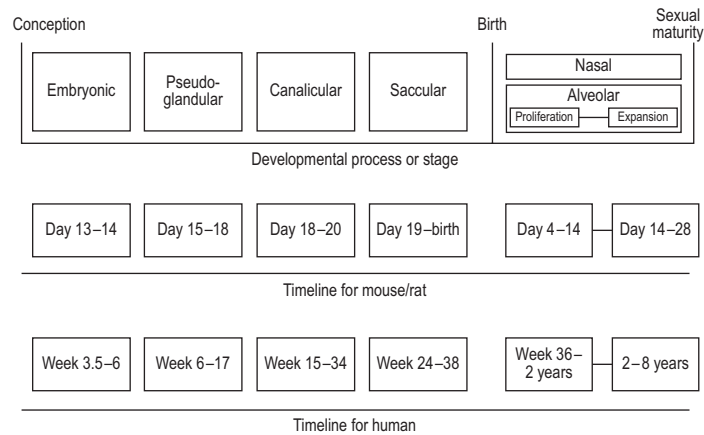 Conception
Birth
Sexual
maturity
Embryonic
Pseudo-
glandular
Canalicular
Saccular
Nasal
Alveolar
Proliferation
Expansion
Developmental process or stage
Day 13–14
Day 15–18
Day 18–20
Day 19–birth
Day 4–14
Day 14–28
Timeline for mouse/rat
Week 3.5–6
Week 6–17
Week 15–34
Week 24–38
Week 36–
2 years
2–8 years
Timeline for human